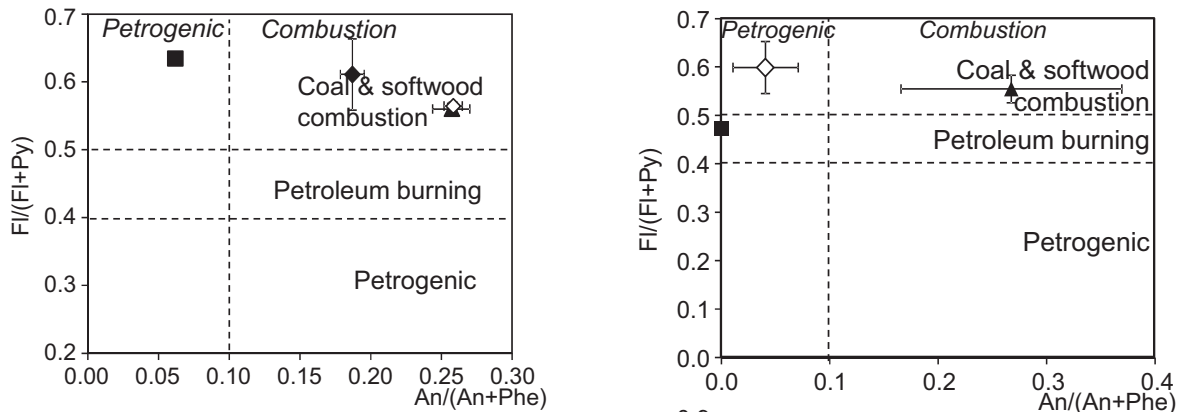 Petrogenic Combustion
0.7
0.6
0.5
0.4
0.3
0.2
Fl/(Fl+Py)
Coal & softwood
combustion
Petroleum burning
Petrogenic
0.00 0.05 0.10 0.15 0.20 0.25 0.30
An/(An+Phe)
Petrogenic Combustion
0.7
0.6
0.5
0.4
0.3
0.2
0.1
0.0
Fl/(Fl+Py)
Coal & softwood
combustion
Petroleum burning
Petrogenic
0.0 0.1 0.2 0.3 0.4
An/(An+Phe)